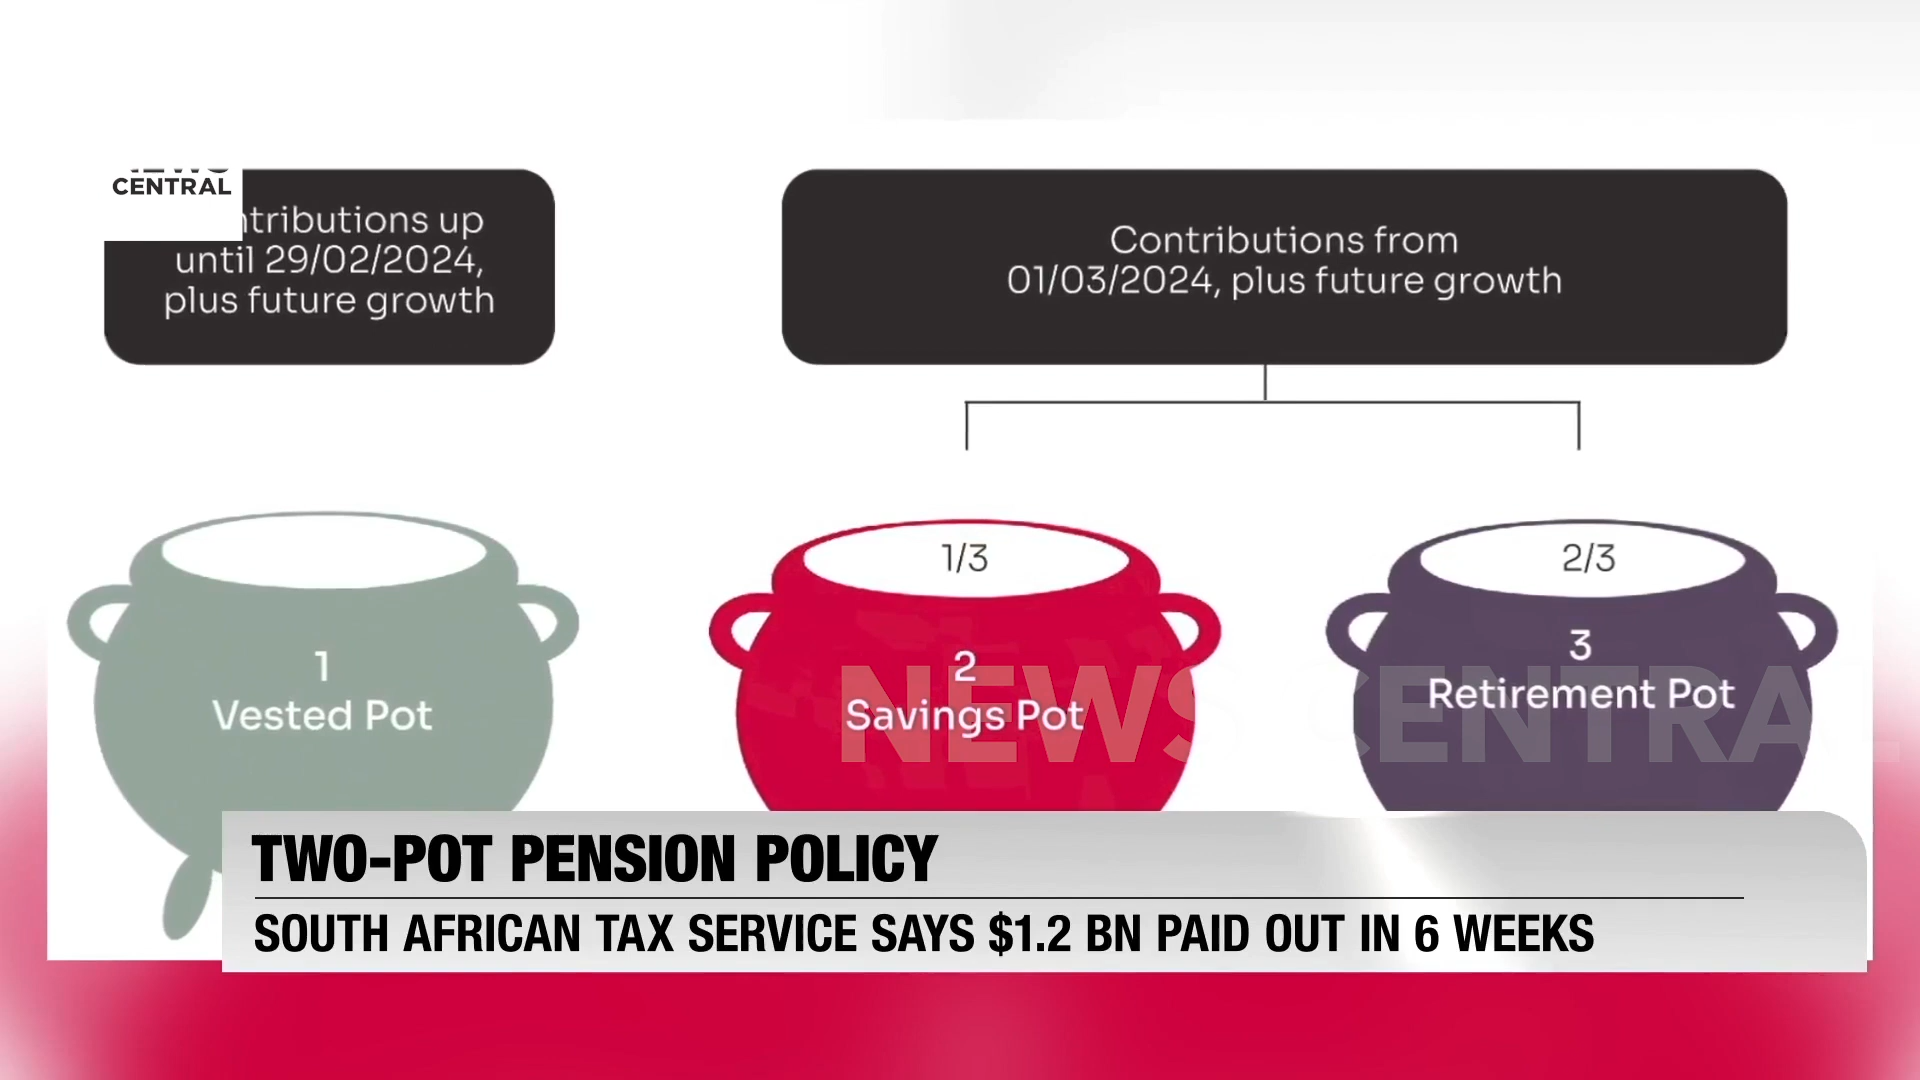 CENTRAL
ntributions up
until 29/02/2024,
plus future growth
Contributions from
01/03/2024, plus future growth
1/3
2/3
1
Vested Pot
2
Savings Pot
3
Retirement Pot
NEWS CENTRAL
TWO-POT PENSION POLICY
SOUTH AFRICAN TAX SERVICE SAYS $1.2 BN PAID OUT IN 6 WEEKS